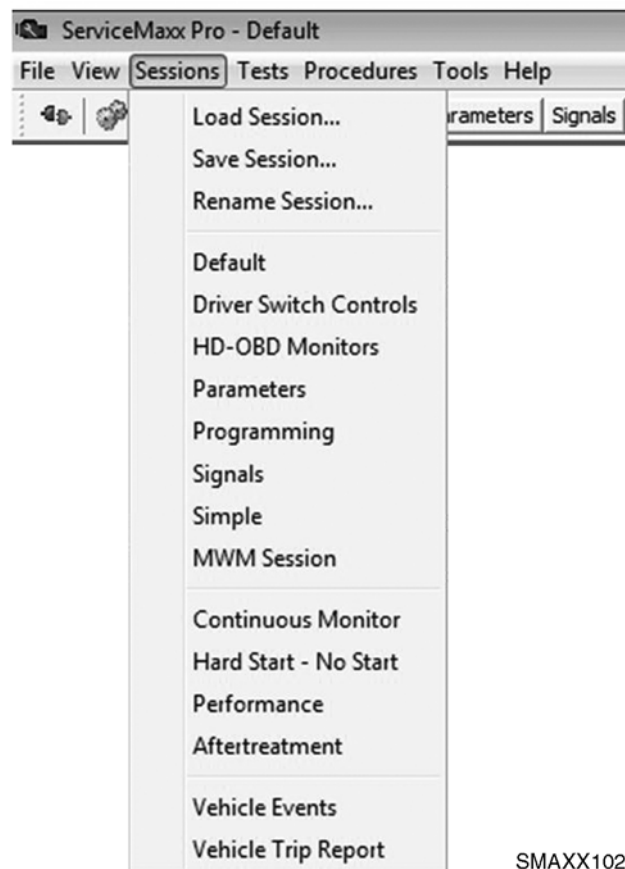 ServiceMaxx Pro - Default
File View Sessions Tests Procedures Tools Help
rameters Signals
Load Session...
Save Session...
Rename Session...
Default
Driver Switch Controls
HD-OBD Monitors
Parameters
Programming
Signals
Simple
MWM Session
Continuous Monitor
Hard Start - No Start
Performance
Aftertreatment
Vehicle Events
Vehicle Trip Report
SMAXX102